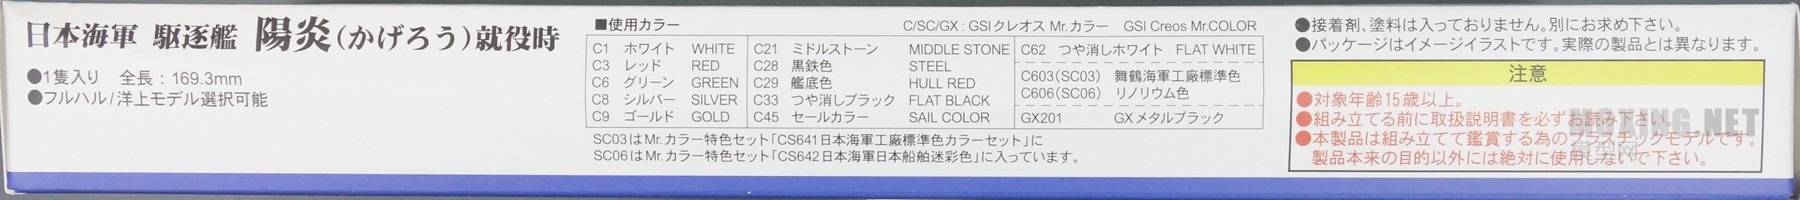 日本海軍 駆逐艦 陽炎(かげろう)就役時
●1隻入り 全長：169.3mm
●フルハル/洋上モデル選択可能
■使用カラー C/SC/GX：GSIクレオス Mr.カラー GSI Creos Mr.COLOR
C1 ホワイト WHITE
C3 レッド RED
C6 グリーン GREEN
C8 シルバー SILVER
C9 ゴールド GOLD
C21 ミドルストーン MIDDLE STONE
C28 黒鉄色 STEEL
C29 艦底色 HULL RED
C33 つや消しブラック FLAT BLACK
C45 セールカラー SAIL COLOR
C62 つや消しホワイト FLAT WHITE
C603(SC03) 舞鶴海軍工廠標準色
C606(SC06) リノリウム色
GX201 GXメタルブラック
SC03はMr.カラー特色セット「CS641日本海軍工廠標準色カラーセット」に
SC06はMr.カラー特色セット「CS642日本海軍日本船舶迷彩色」に入っています。
●接着剤、塗料は入っておりません。別にお求め下さい。
●パッケージはイメージイラストです。実際の製品とは異なります。
注意
●対象年齢15歳以上。
●組み立てる前に取扱説明書を必ずお読み下さい。
●本製品は組み立てて鑑賞する為のプラスチックモデルです。
製品本来の目的以外には絶対に使用しないで下さい。
MOXING.NET
模型网